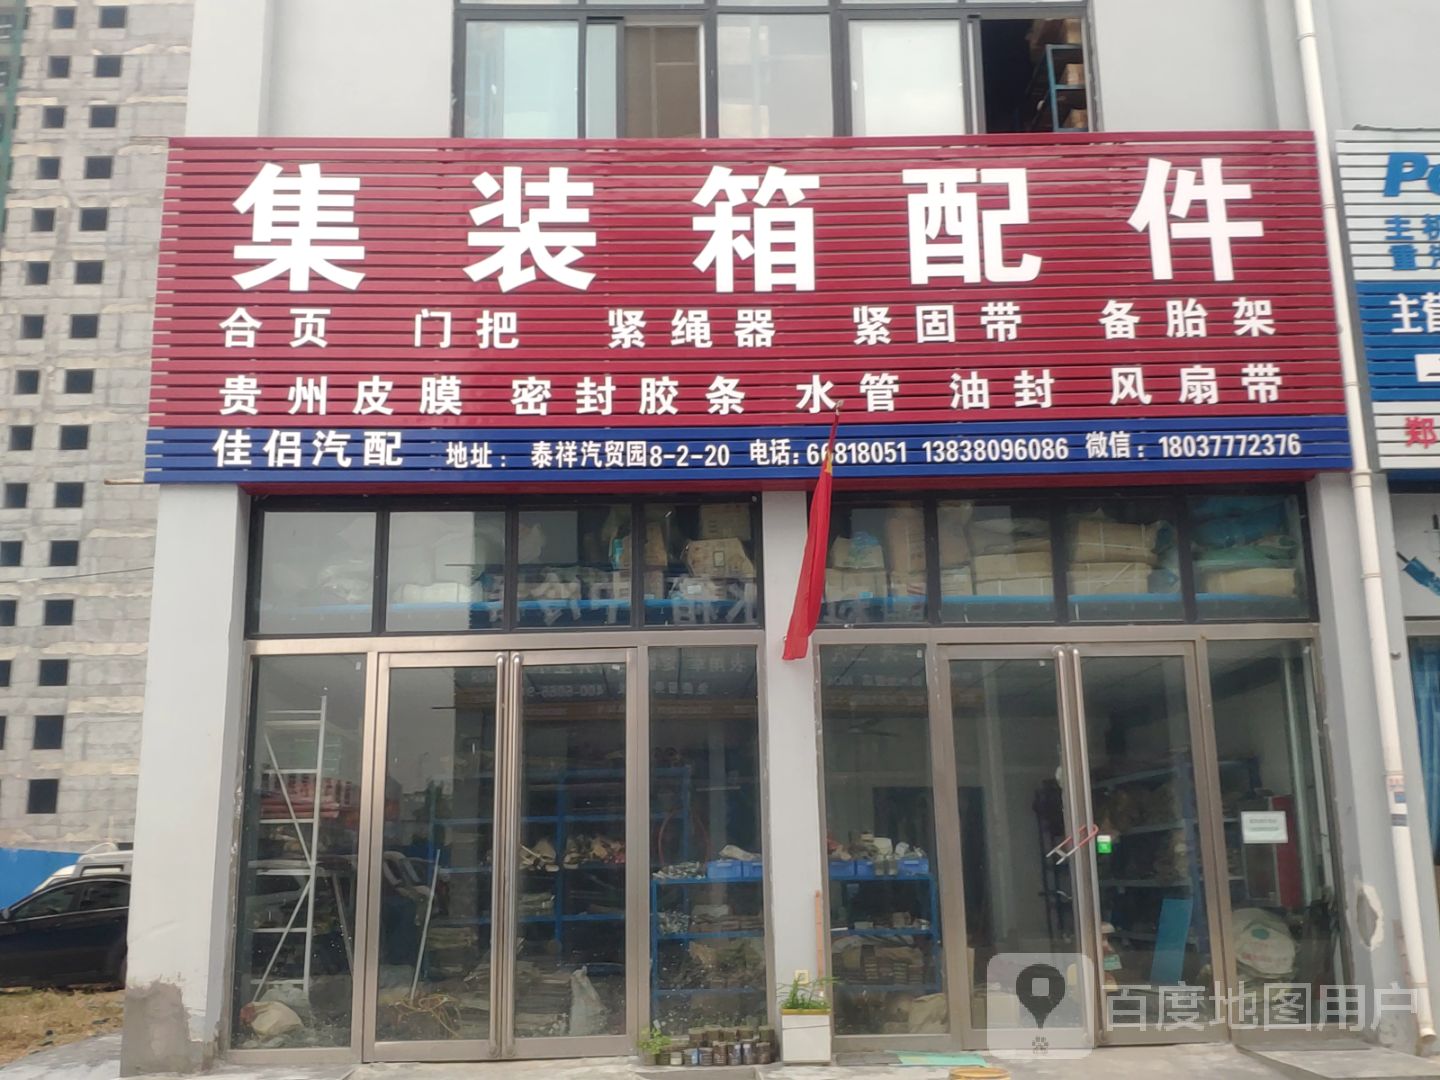 集装箱配件
合页 门把 紧绳器 紧固带 备胎架
贵州皮膜 密封胶条 水管 油封 风扇带
佳侣汽配 地址：泰祥汽贸园8-2-20 电话:66818051 13838096086 微信:18037772376
主营
郑
百度地图用户